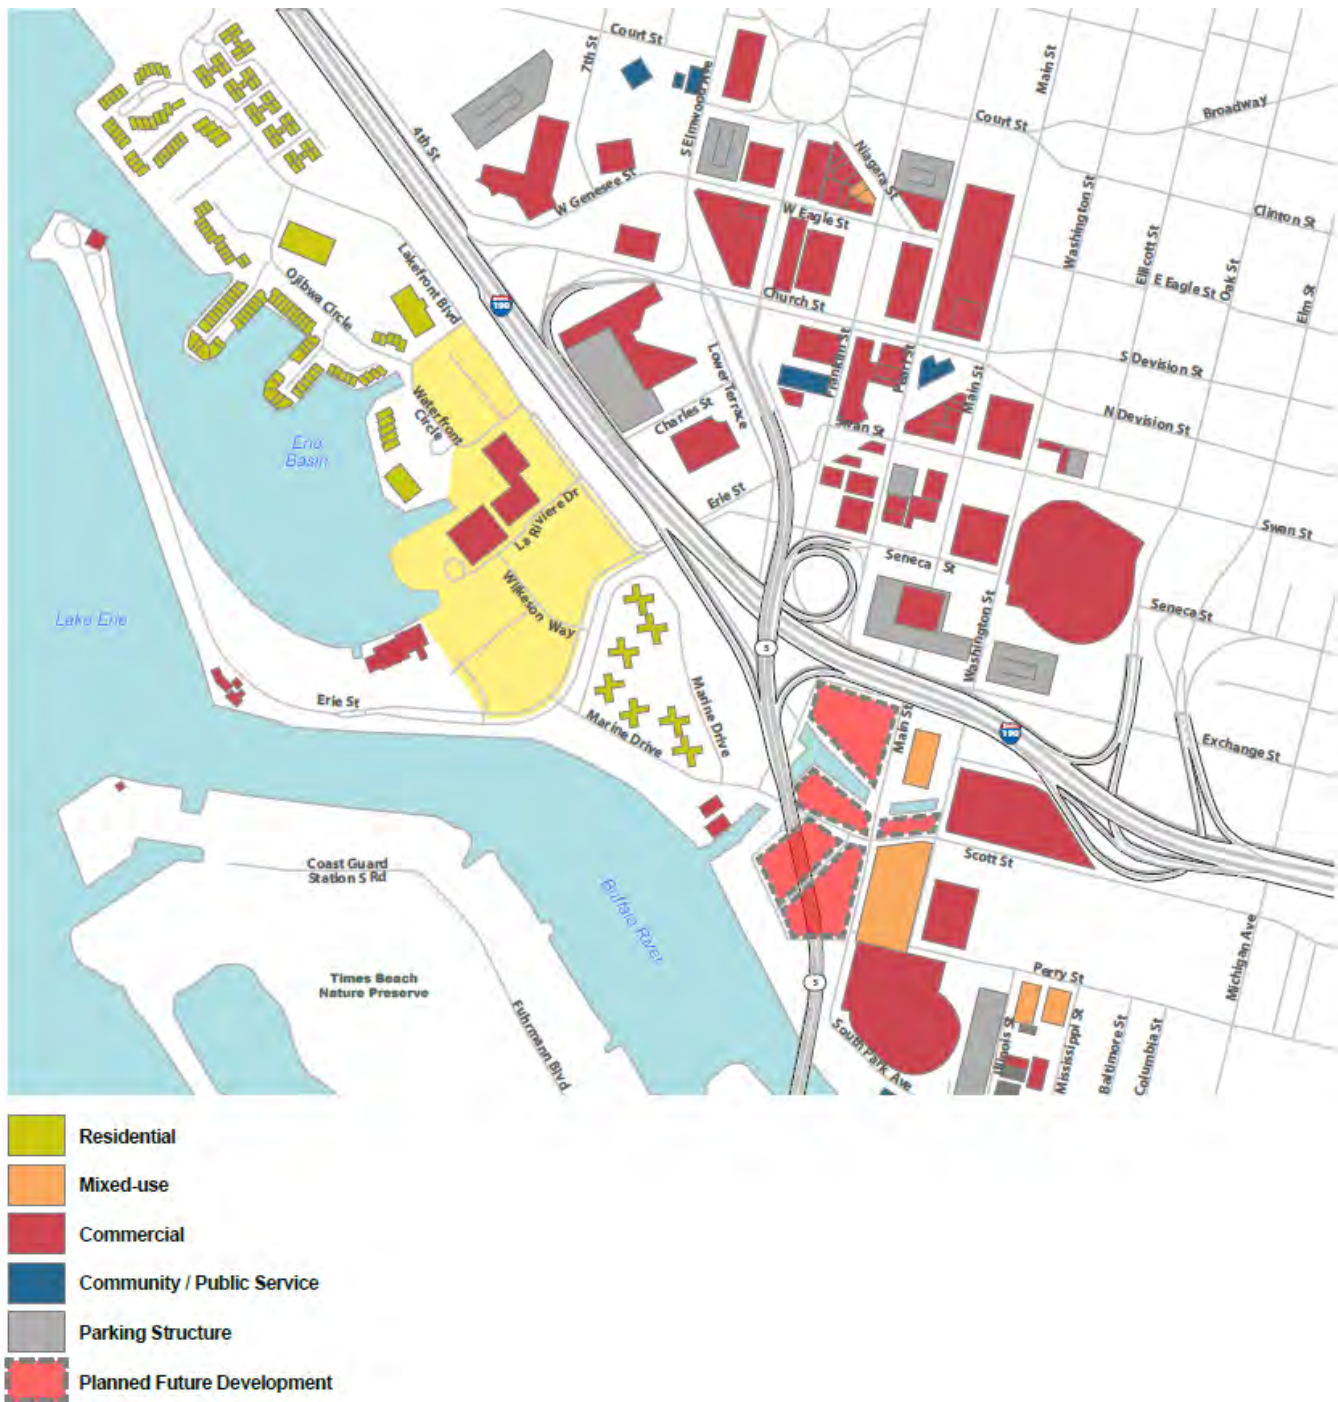 Court St
7th St
S Elmwood Ave
Main St
Broadway
Court St
4th St
Niagara St
W Genesee St
W Eagle St
Washington St
Clinton St
Ellicott St
E Eagle St
Oak St
Elm St
Lakefront Blvd
Ojibwa Circle
190
Church St
Lower Terrace
Franklin St
Pearl St
Main St
S Devision St
N Devision St
Waterfront
Circle
Charles St
Swan St
Erie
Basin
Erie St
La Riviere Dr
Swan St
Seneca St
Wilkeson Way
Washington St
Seneca St
Lake Erie
5
Marine Drive
Erie St
Marine Drive
Main St
190
Exchange St
Scott St
Coast Guard
Station S Rd
Buffalo River
Michigan Ave
Times Beach
Nature Preserve
Perry St
5
Fuhrmann Blvd
South Park Ave
Illinois St
Mississippi St
Baltimore St
Columbia St
Residential
Mixed-use
Commercial
Community / Public Service
Parking Structure
Planned Future Development